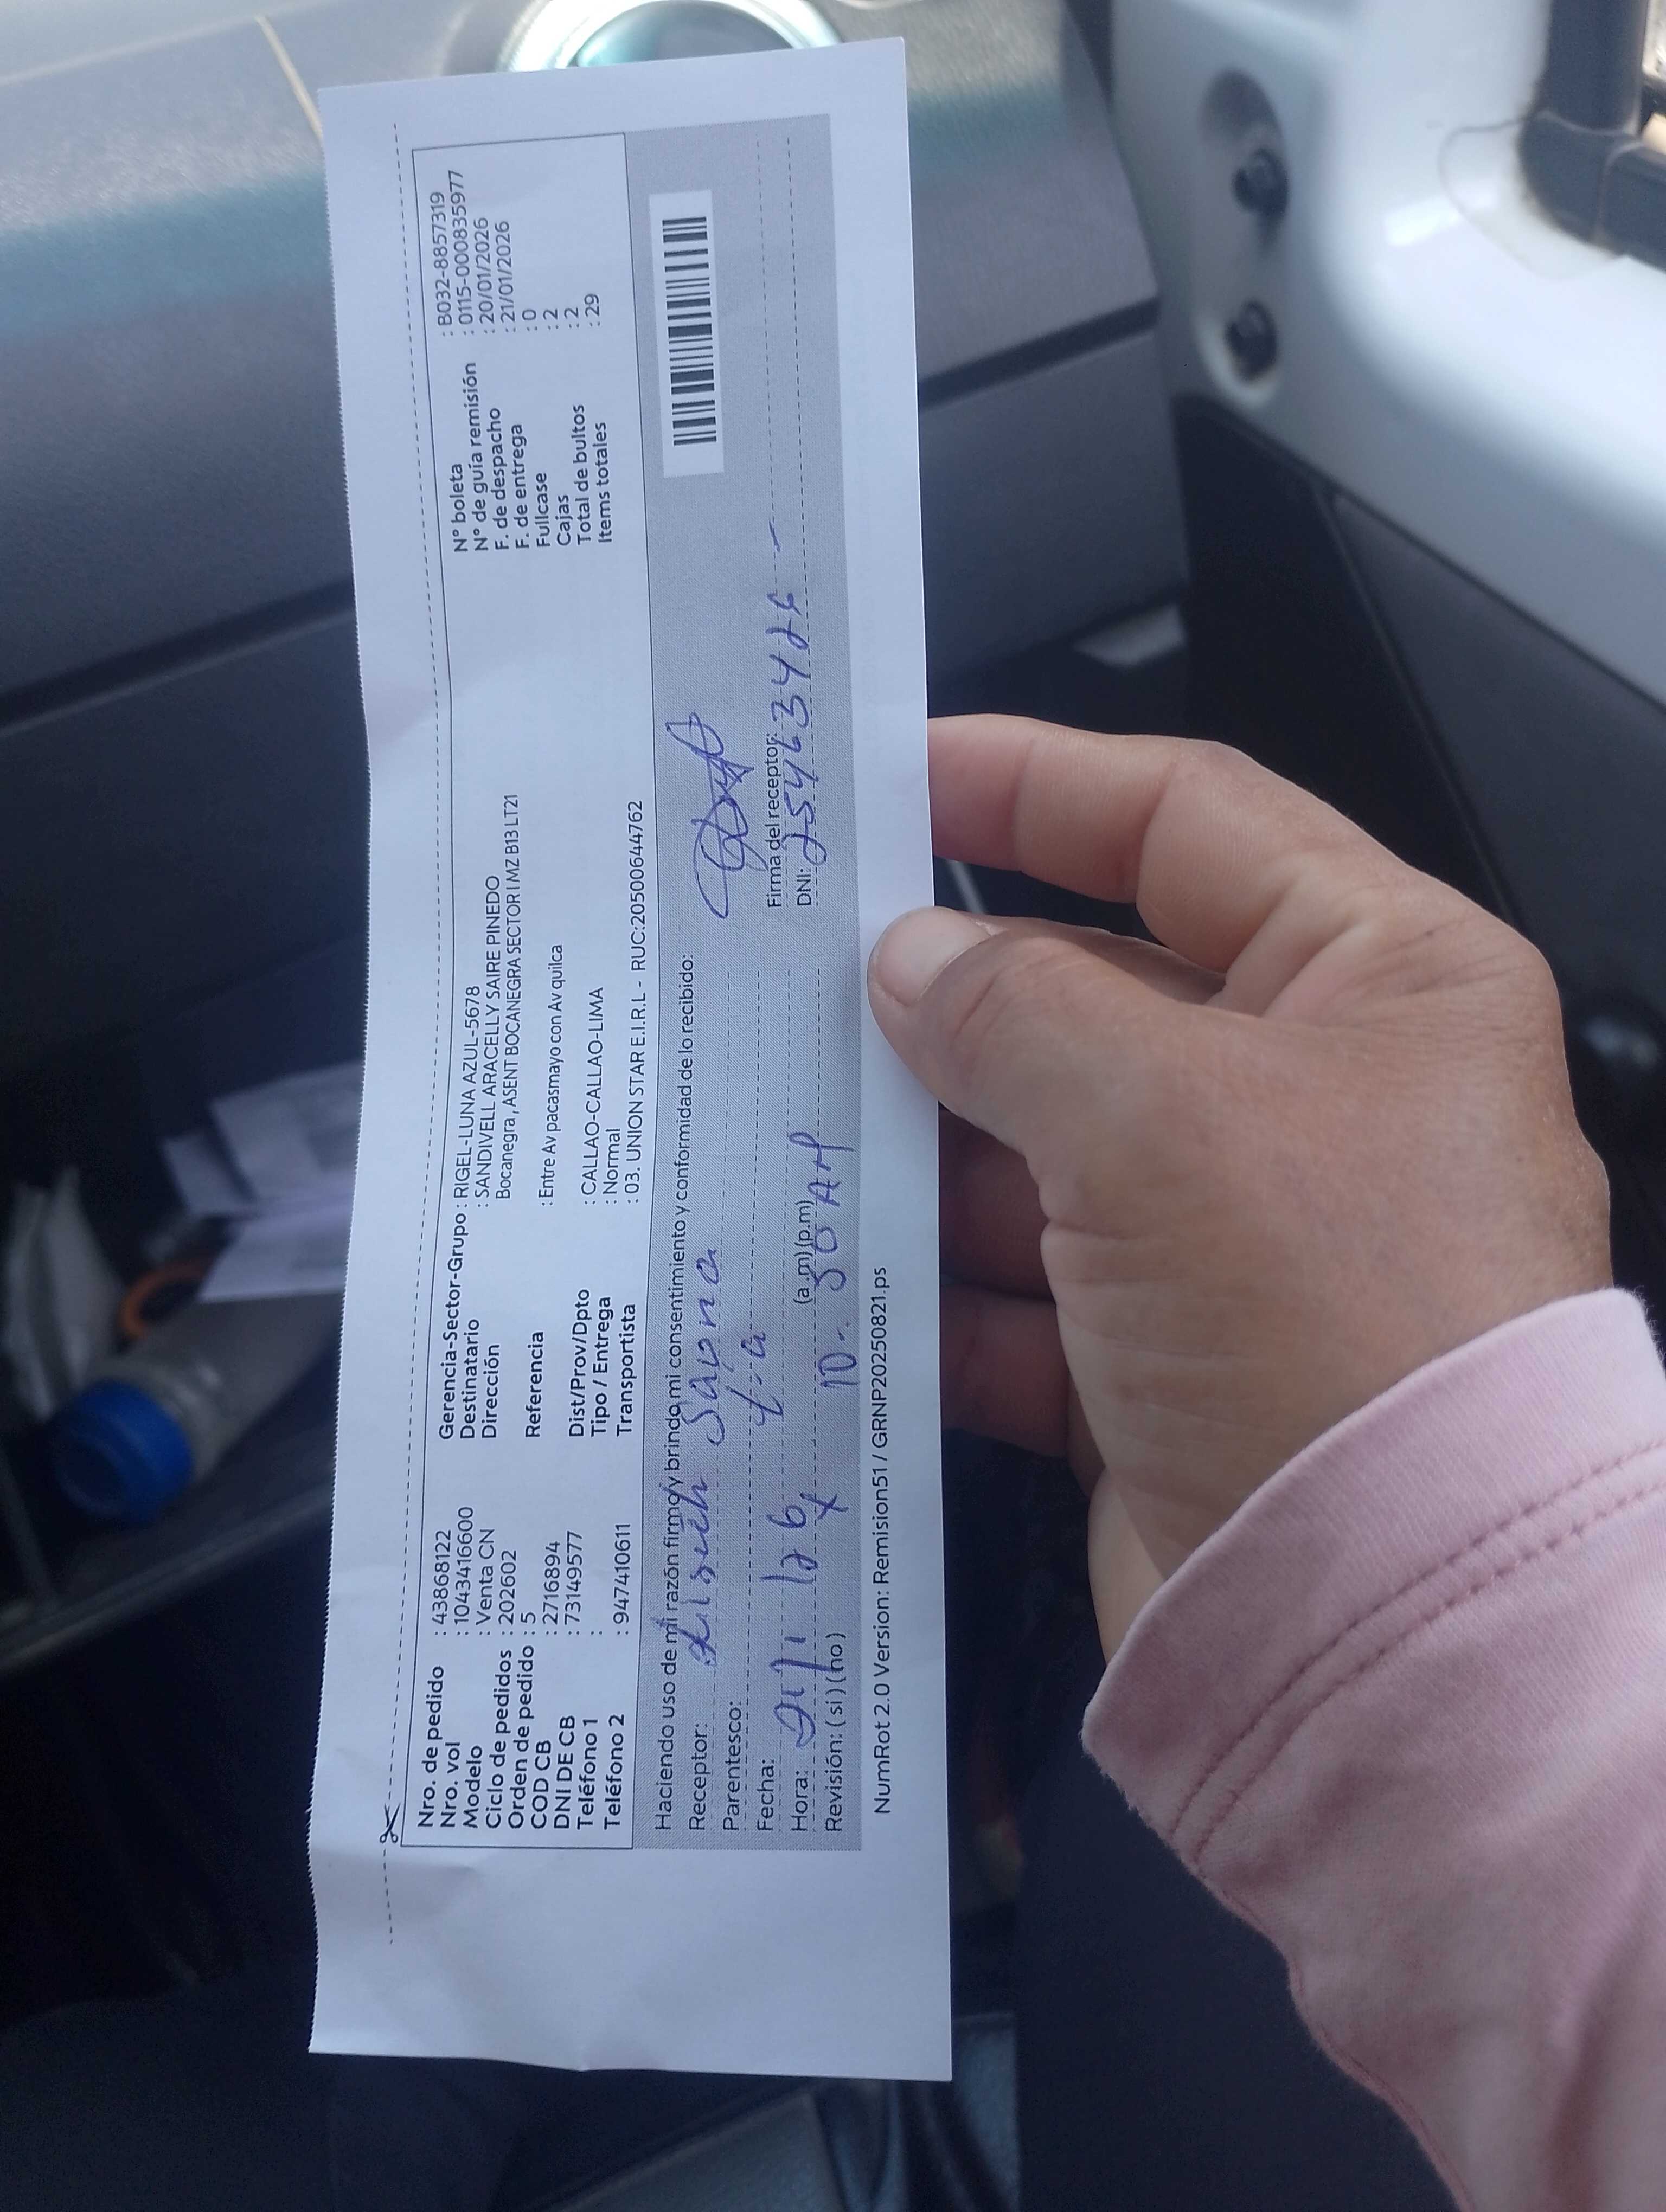 Nro. de pedido : 43868122
Nro. vol : 1043416600
Modelo : Venta CN
Ciclo de pedidos : 202602
Orden de pedido : 5
COD CB : 2716894
DNI DE CB : 73149577
Teléfono 1 :
Teléfono 2 : 947410611
Gerencia-Sector-Grupo : RIGEL-LUNA AZUL-5678
Destinatario : SANDIVELL ARACELLY SAIRE PINEDO
Dirección Bocanegra , ASENT BOCANEGRA SECTOR I MZ B13 LT21
Referencia : Entre Av pacasmayo con Av quilca
Dist/Prov/Dpto : CALLAO-CALLAO-LIMA
Tipo / Entrega : Normal
Transportista : 03. UNION STAR E.I.R.L - RUC:20500644762
N° boleta : B032-8857319
N° de guía remisión : 0115-0000835977
F. de despacho : 20/01/2026
F. de entrega : 21/01/2026
Fullcase : 0
Cajas : 2
Total de bultos : 2
Items totales : 29
Haciendo uso de mi razón firmo y brindo mi consentimiento y conformidad de lo recibido:
Receptor:
Parentesco:
Fecha:
Hora: (a.m) (p.m)
10:30 AM
Revisión: ( si ) ( no )
Firma del receptor:
DNI:
NumRot 2.0 Version: Remision51 / GRNP20250821.ps